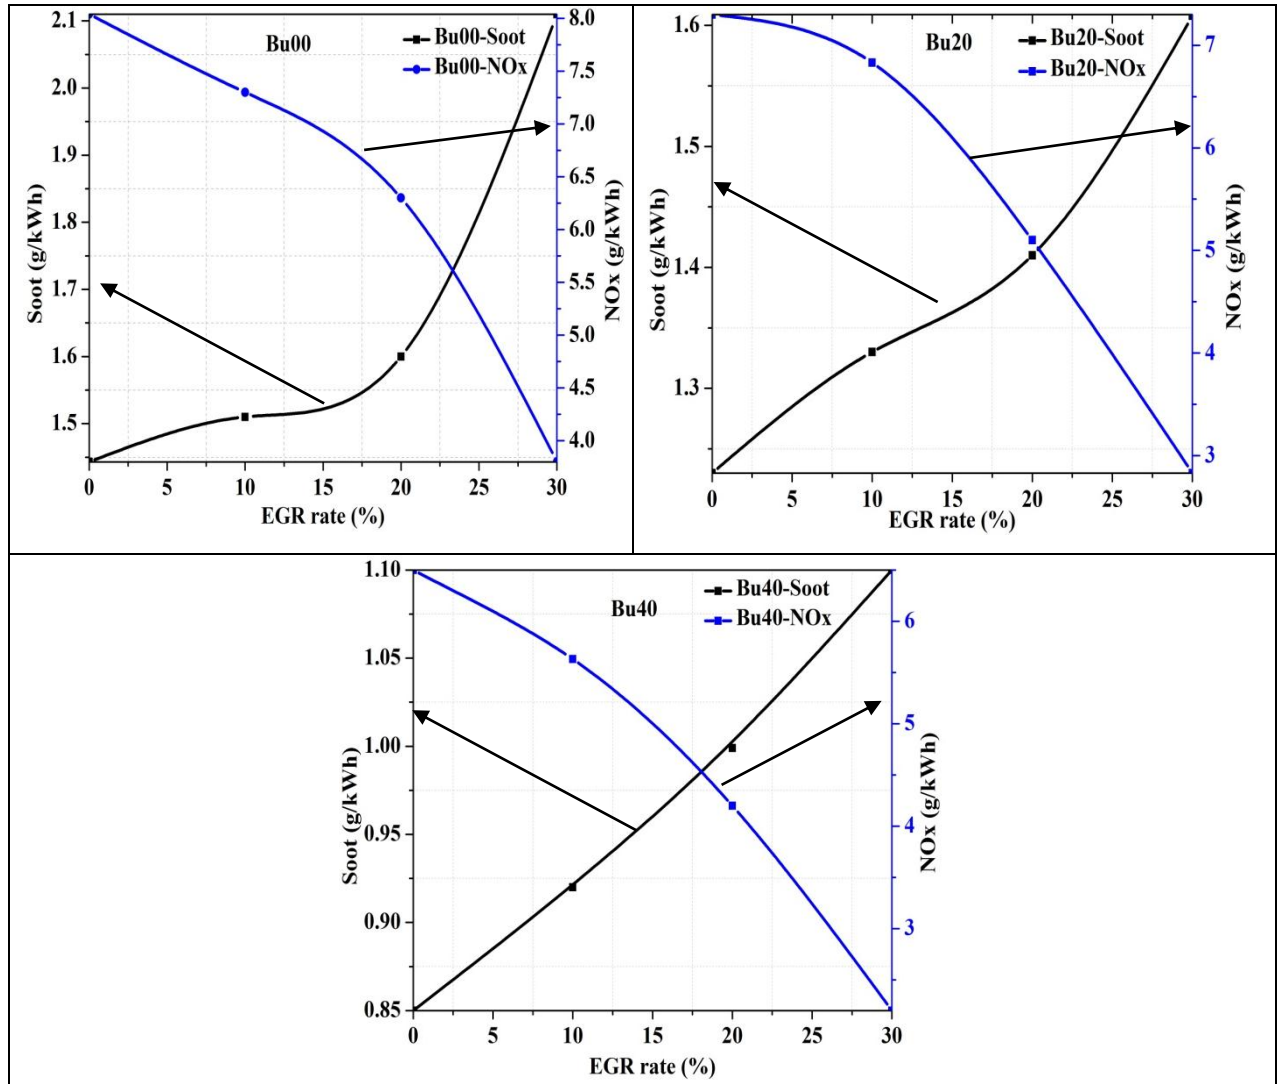 Bu00
Bu00-Soot
Bu00-NOx
2.1
2.0
1.9
1.8
1.7
1.6
1.5
Soot (g/kWh)
8.0
7.5
7.0
6.5
6.0
5.5
5.0
4.5
4.0
NOx (g/kWh)
0 5 10 15 20 25 30
EGR rate (%)
Bu20
Bu20-Soot
Bu20-NOx
1.6
1.5
1.4
1.3
Soot (g/kWh)
7
6
5
4
3
NOx (g/kWh)
0 5 10 15 20 25 30
EGR rate (%)
Bu40
Bu40-Soot
Bu40-NOx
1.10
1.05
1.00
0.95
0.90
0.85
Soot (g/kWh)
6
5
4
3
NOx (g/kWh)
0 5 10 15 20 25 30
EGR rate (%)